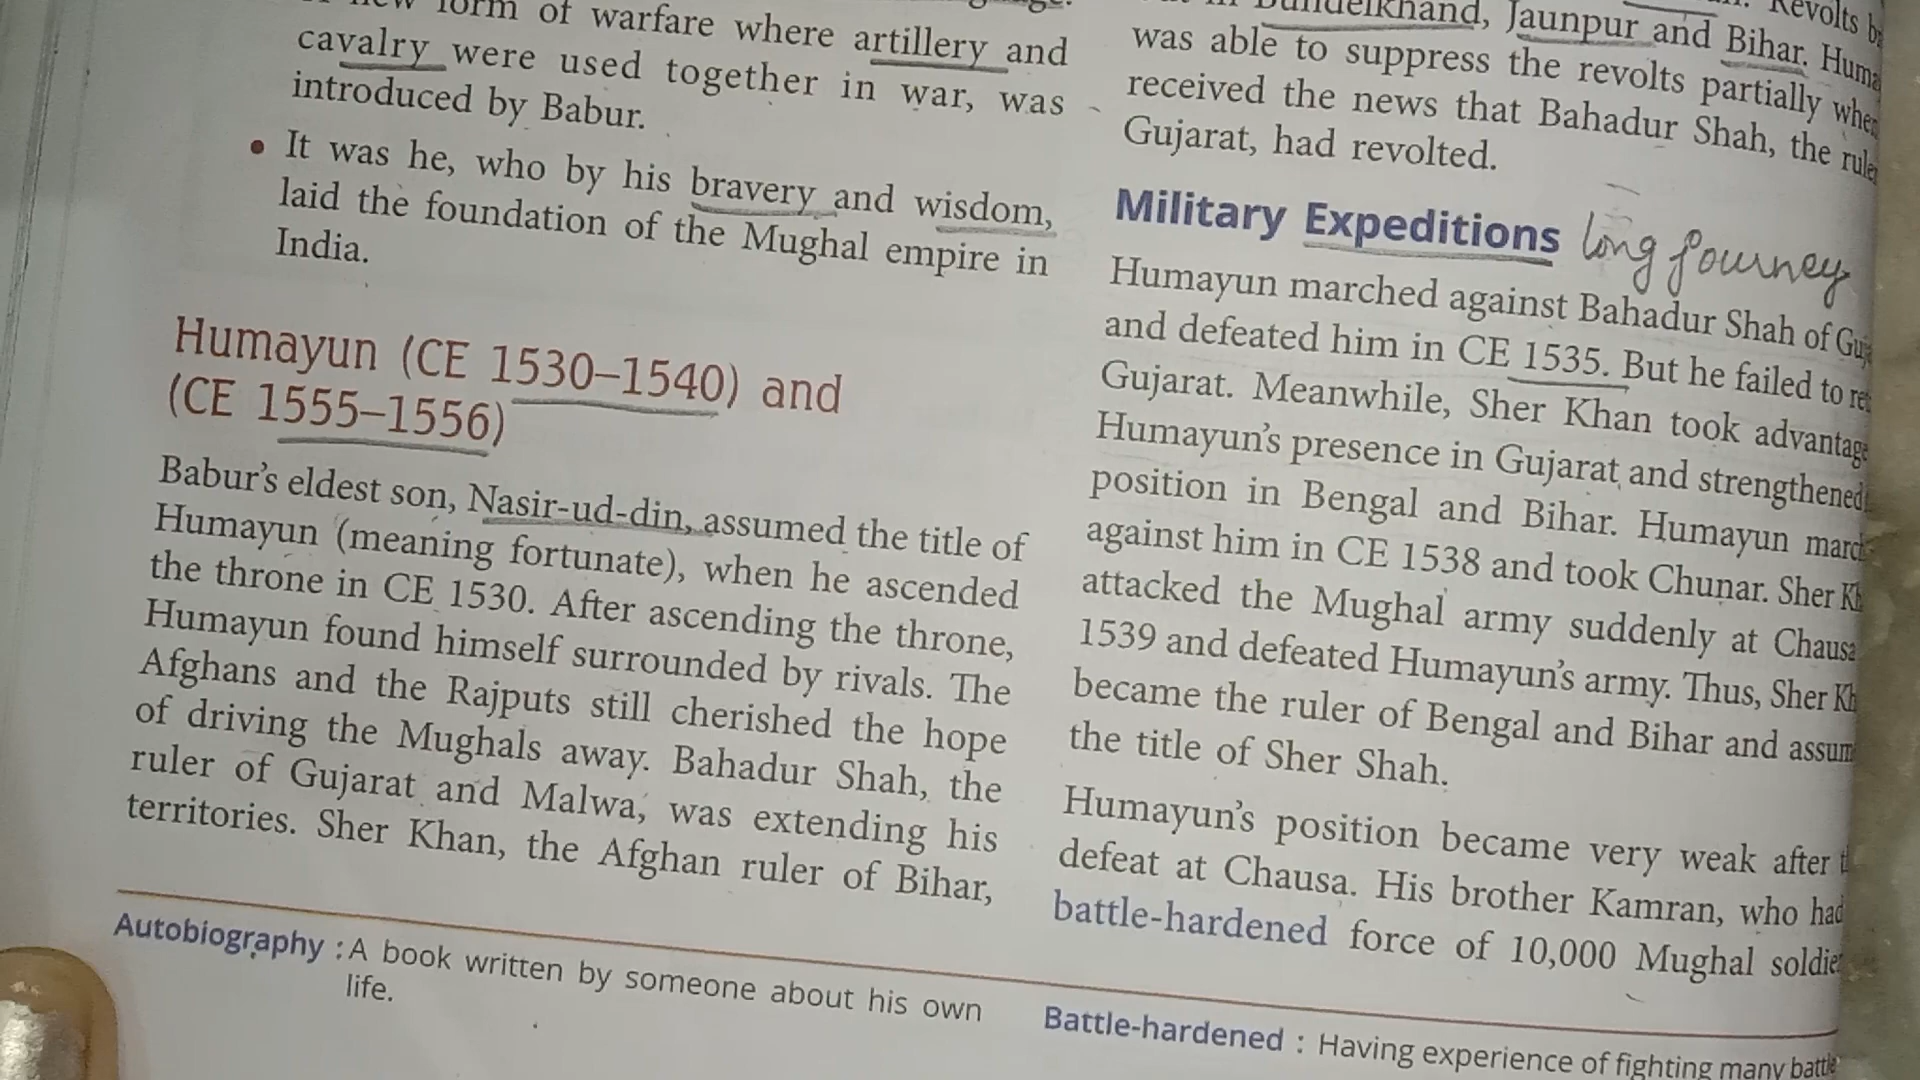 form of warfare where artillery and
cavalry were used together in war, was
introduced by Babur.
• It was he, who by his bravery and wisdom,
laid the foundation of the Mughal empire in
India.
Humayun (CE 1530–1540) and
(CE 1555–1556)
Babur's eldest son, Nasir-ud-din, assumed the title of
Humayun (meaning fortunate), when he ascended
the throne in CE 1530. After ascending the throne,
Humayun found himself surrounded by rivals. The
Afghans and the Rajputs still cherished the hope
of driving the Mughals away. Bahadur Shah, the
ruler of Gujarat and Malwa, was extending his
territories. Sher Khan, the Afghan ruler of Bihar,
Autobiography : A book written by someone about his own
life.
Revolts
Bundelkhand, Jaunpur and Bihar.
was able to suppress the revolts partially
received the news that Bahadur Shah, the
Gujarat, had revolted.
Military Expeditions long journey
Humayun marched against Bahadur Shah of
and defeated him in CE 1535. But he failed to
Gujarat. Meanwhile, Sher Khan took advantage
Humayun's presence in Gujarat and strengthened
position in Bengal and Bihar. Humayun
against him in CE 1538 and took Chunar. Sher
attacked the Mughal army suddenly at
1539 and defeated Humayun's army. Thus, Sher
became the ruler of Bengal and Bihar and
the title of Sher Shah.
Humayun's position became very weak after
defeat at Chausa. His brother Kamran, who had
battle-hardened force of 10,000 Mughal
Battle-hardened : Having experience of fighting many